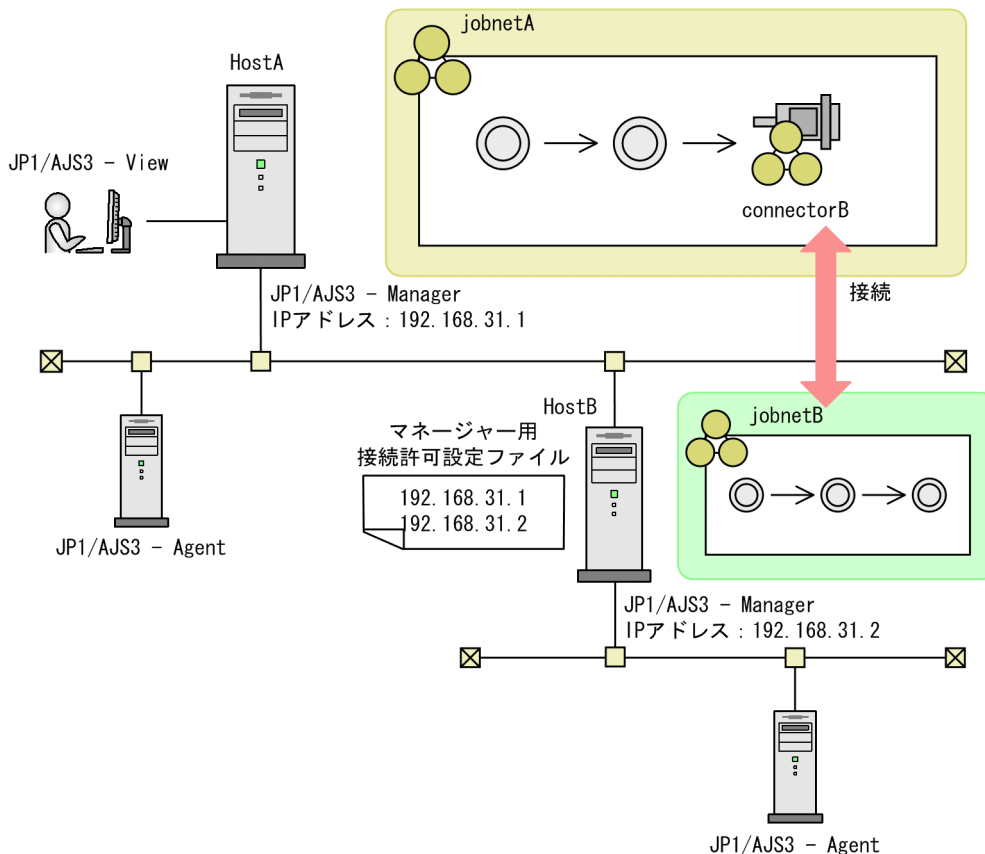 jobnetA
HostA
JP1/AJS3 − View
connectorB
JP1/AJS3 − Manager
IPアドレス：192.168.31.1
接続
HostB
jobnetB
マネージャー用
接続許可設定ファイル
192.168.31.1
192.168.31.2
JP1/AJS3 − Agent
JP1/AJS3 − Manager
IPアドレス：192.168.31.2
JP1/AJS3 − Agent